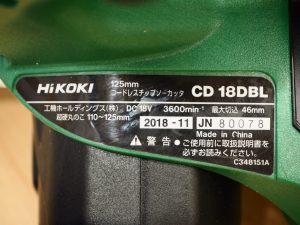 HiKOKI
125mm
コードレスチップソーカッタ
CD 18DBL
工機ホールディングス(株) DC 18V 3600min⁻¹ 最大切込 46mm
超硬丸のこ 110~125mm
2018-11 JN 80078
Made in China
⚠ 警告 ●ご使用前に取扱説明書を
必ずお読みください。
C348151A